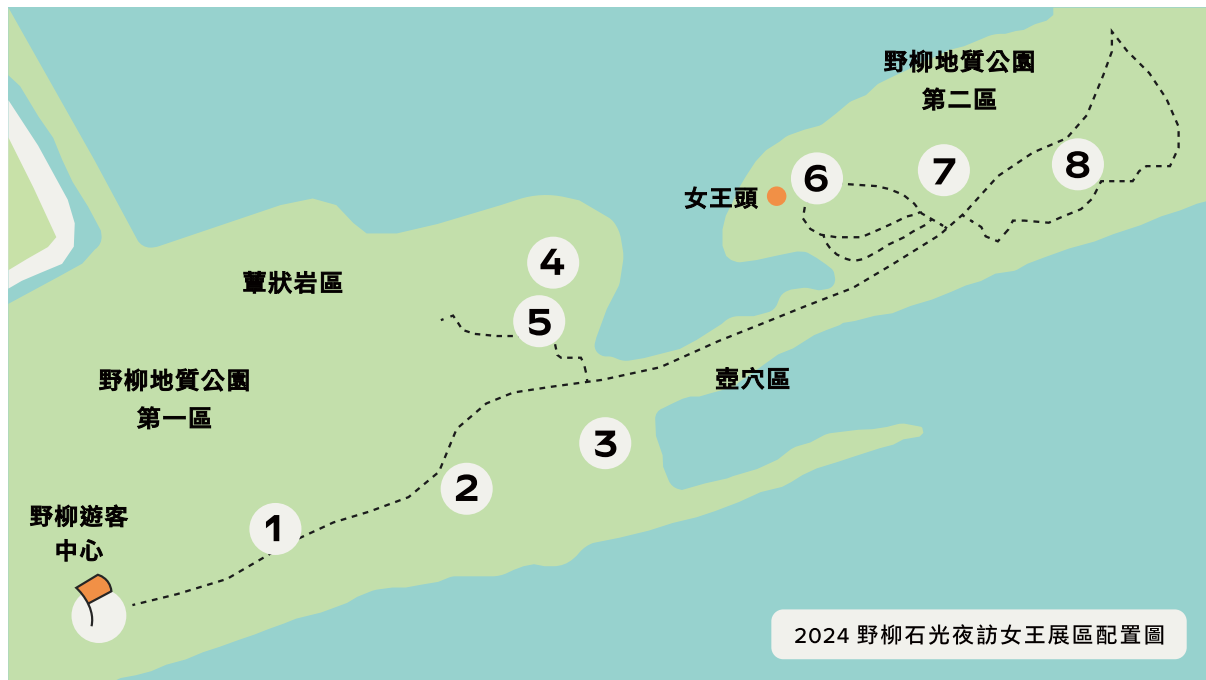 野柳地質公園
第二區
8
6
7
女王頭
4
蕈狀岩區
5
野柳地質公園
第一區
壺穴區
3
2
野柳遊客
中心
1
2024 野柳石光夜訪女王展區配置圖